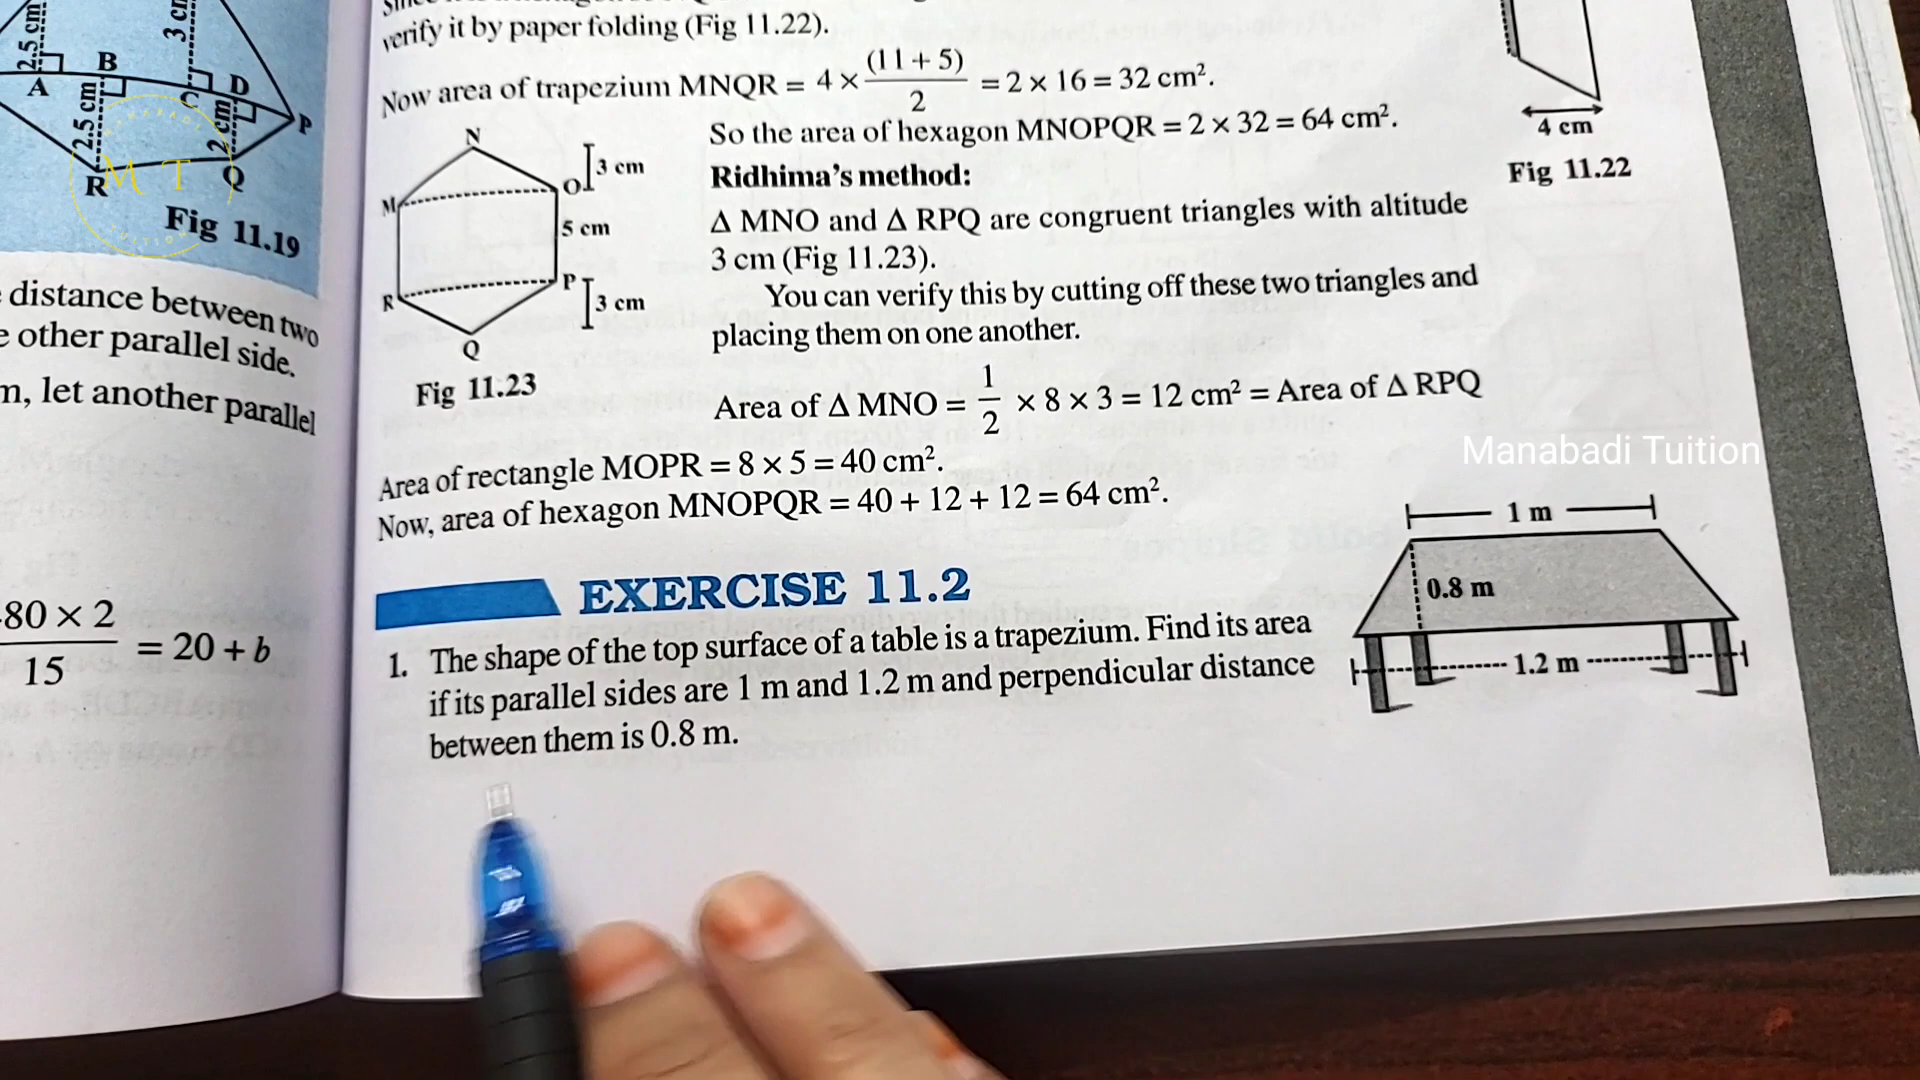 2.5 cm
3 cm
A
B
C
D
P
2.5 cm
2 cm
R
Q
M T
Fig 11.19
distance between two
other parallel side.
let another parallel
80 × 2
15
= 20 + b
verify it by paper folding (Fig 11.22).
Now area of trapezium MNQR = 4 × (11 + 5) / 2 = 2 × 16 = 32 cm².
So the area of hexagon MNOPQR = 2 × 32 = 64 cm².
Ridhima's method:
Δ MNO and Δ RPQ are congruent triangles with altitude
3 cm (Fig 11.23).
You can verify this by cutting off these two triangles and
placing them on one another.
Area of Δ MNO = 1/2 × 8 × 3 = 12 cm² = Area of Δ RPQ
N
M
O
3 cm
5 cm
R
P
3 cm
Q
Fig 11.23
4 cm
Fig 11.22
Manabadi Tuition
Area of rectangle MOPR = 8 × 5 = 40 cm².
Now, area of hexagon MNOPQR = 40 + 12 + 12 = 64 cm².
EXERCISE 11.2
1. The shape of the top surface of a table is a trapezium. Find its area
if its parallel sides are 1 m and 1.2 m and perpendicular distance
between them is 0.8 m.
1 m
0.8 m
1.2 m